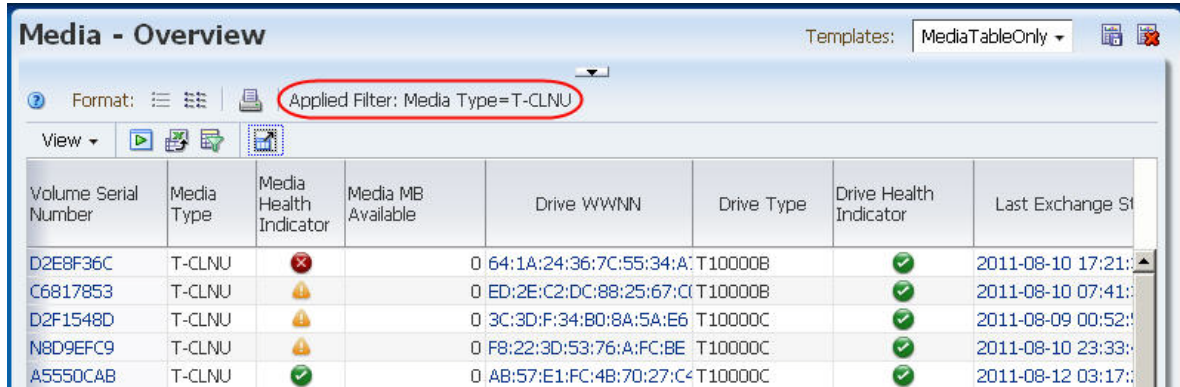 Media - Overview Templates: MediaTableOnly
Format: Applied Filter: Media Type=T-CLNU
View
Volume Serial Number Media Type Media Health Indicator Media MB Available Drive WWNN Drive Type Drive Health Indicator Last Exchange St
D2E8F36C T-CLNU 0 64:1A:24:36:7C:55:34:A T10000B 2011-08-10 17:21:
C6817853 T-CLNU 0 ED:2E:C2:DC:88:25:67:C T10000B 2011-08-10 07:41:
D2F1548D T-CLNU 0 3C:3D:F:34:B0:8A:5A:E6 T10000C 2011-08-09 00:52:
N8D9EFC9 T-CLNU 0 F8:22:3D:53:76:A:FC:BE T10000C 2011-08-10 23:33:
A5550CAB T-CLNU 0 AB:57:E1:FC:4B:70:27:C4 T10000C 2011-08-12 03:17: